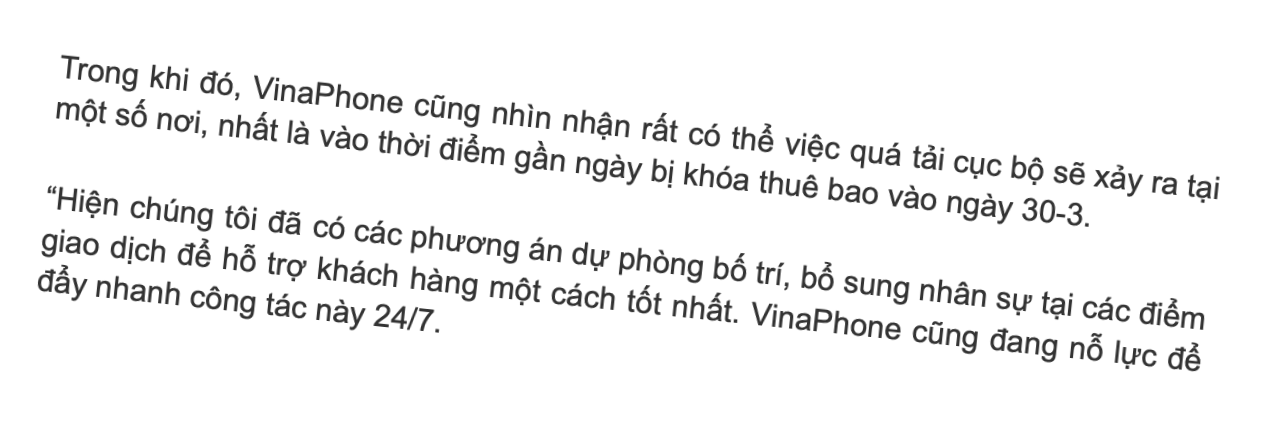 Trong khi đó, VinaPhone cũng nhìn nhận rất có thể việc quá tải cục bộ sẽ xảy ra tại
một số nơi, nhất là vào thời điểm gần ngày bị khóa thuê bao vào ngày 30-3.
“Hiện chúng tôi đã có các phương án dự phòng bố trí, bổ sung nhân sự tại các điểm
giao dịch để hỗ trợ khách hàng một cách tốt nhất. VinaPhone cũng đang nỗ lực để
đẩy nhanh công tác này 24/7.